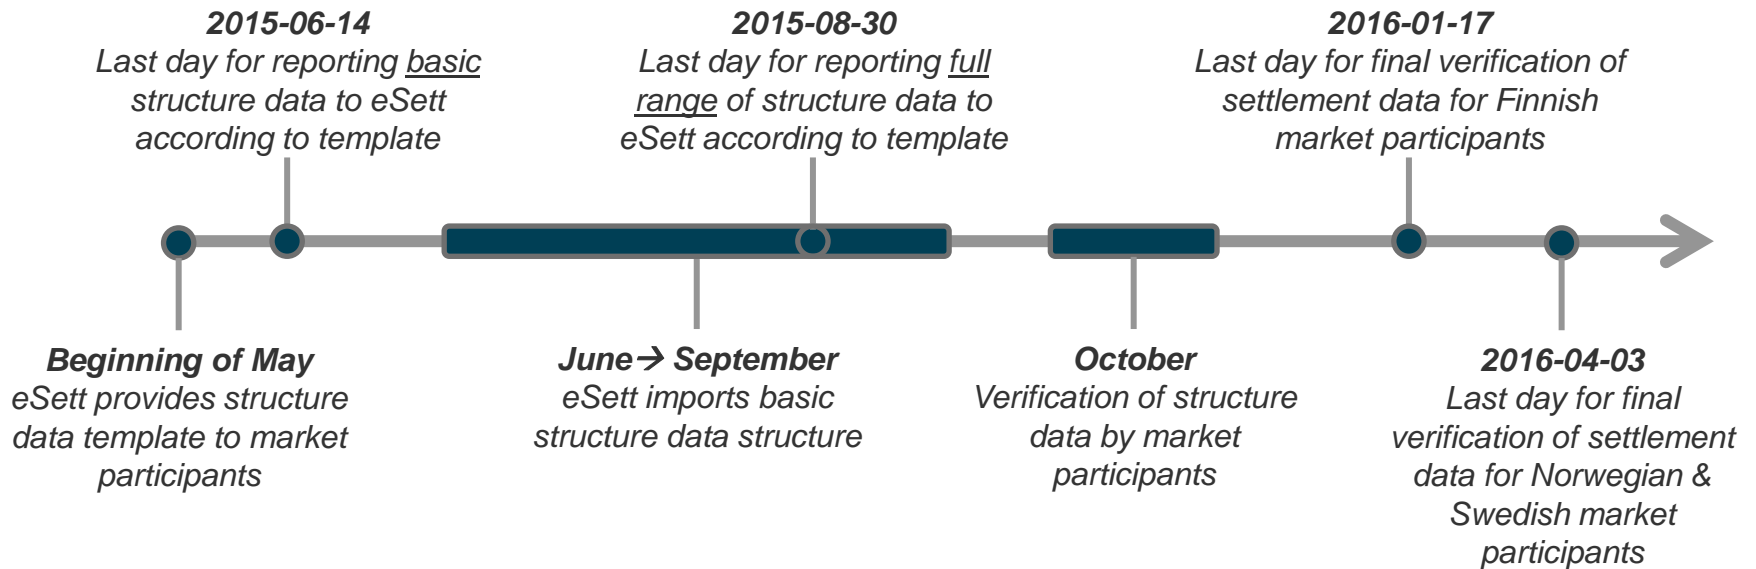 2015-06-14
Last day for reporting basic
structure data to eSett
according to template
2015-08-30
Last day for reporting full
range of structure data to
eSett according to template
2016-01-17
Last day for final verification of
settlement data for Finnish
market participants
Beginning of May
eSett provides structure
data template to market
participants
June→ September
eSett imports basic
structure data structure
October
Verification of structure
data by market
participants
2016-04-03
Last day for final
verification of settlement
data for Norwegian &
Swedish market
participants